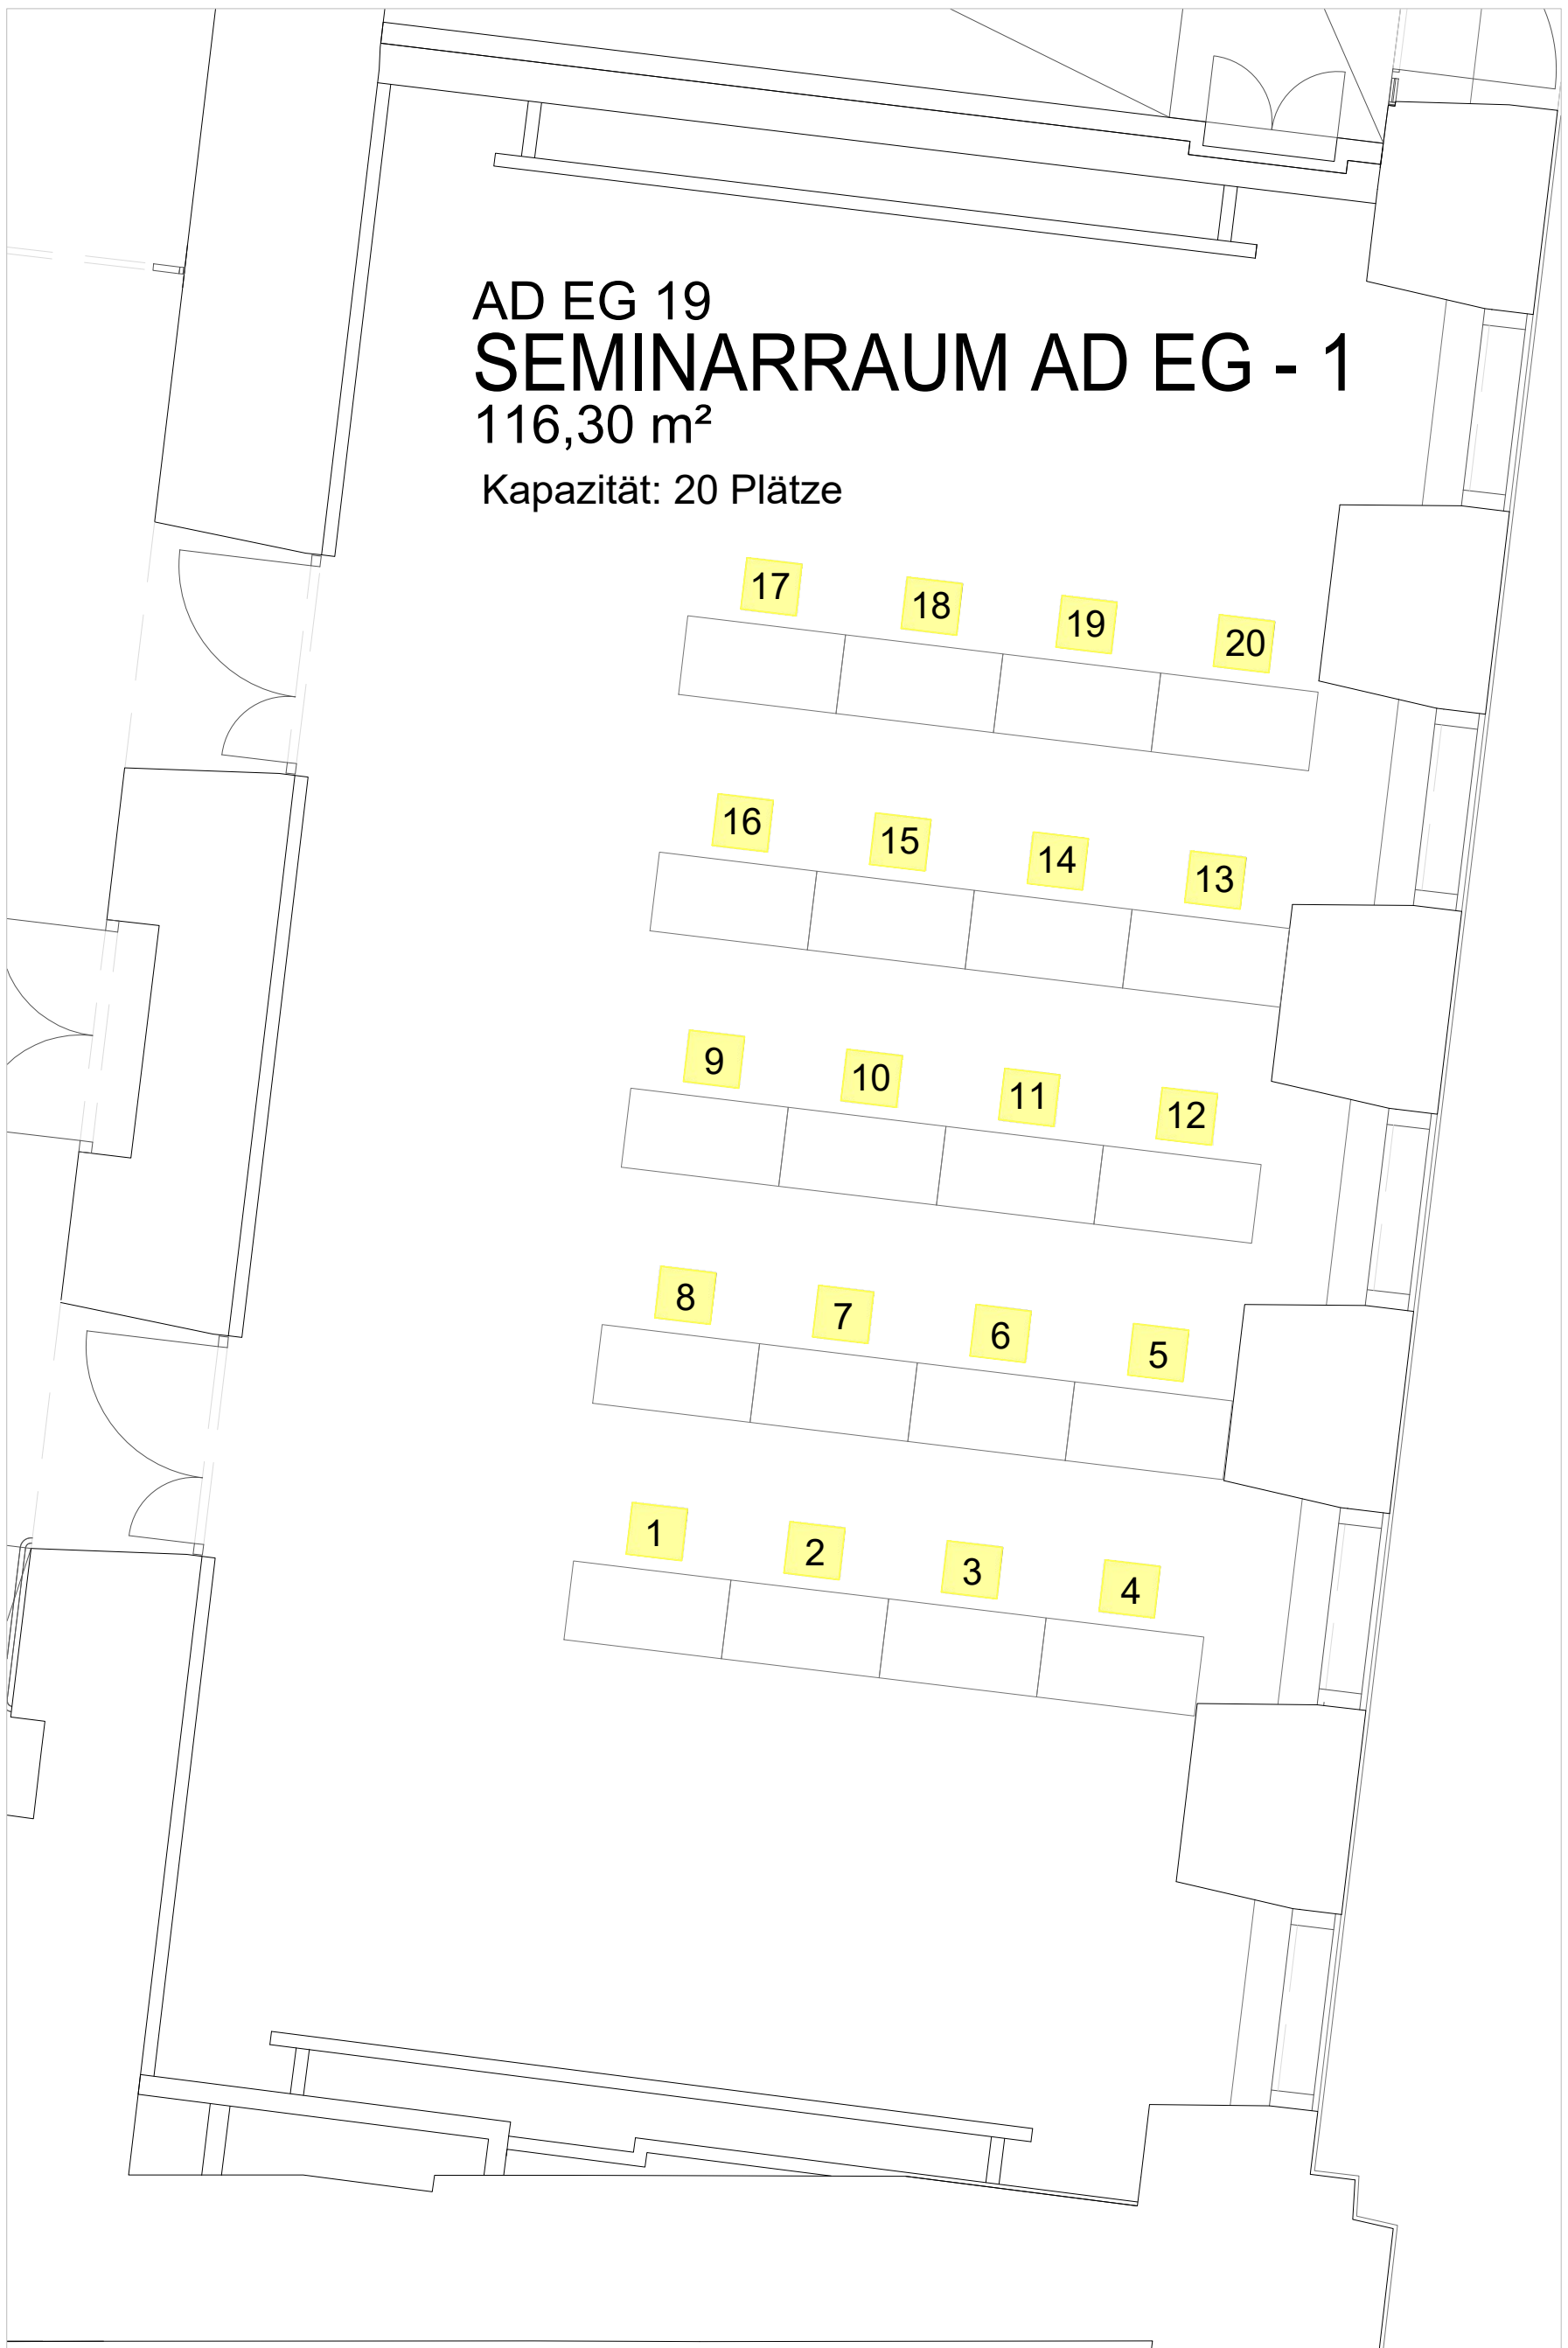 AD EG 19
SEMINARRAUM AD EG - 1
116,30 m²
Kapazität: 20 Plätze
17 18 19 20
16 15 14 13
9 10 11 12
8 7 6 5
1 2 3 4